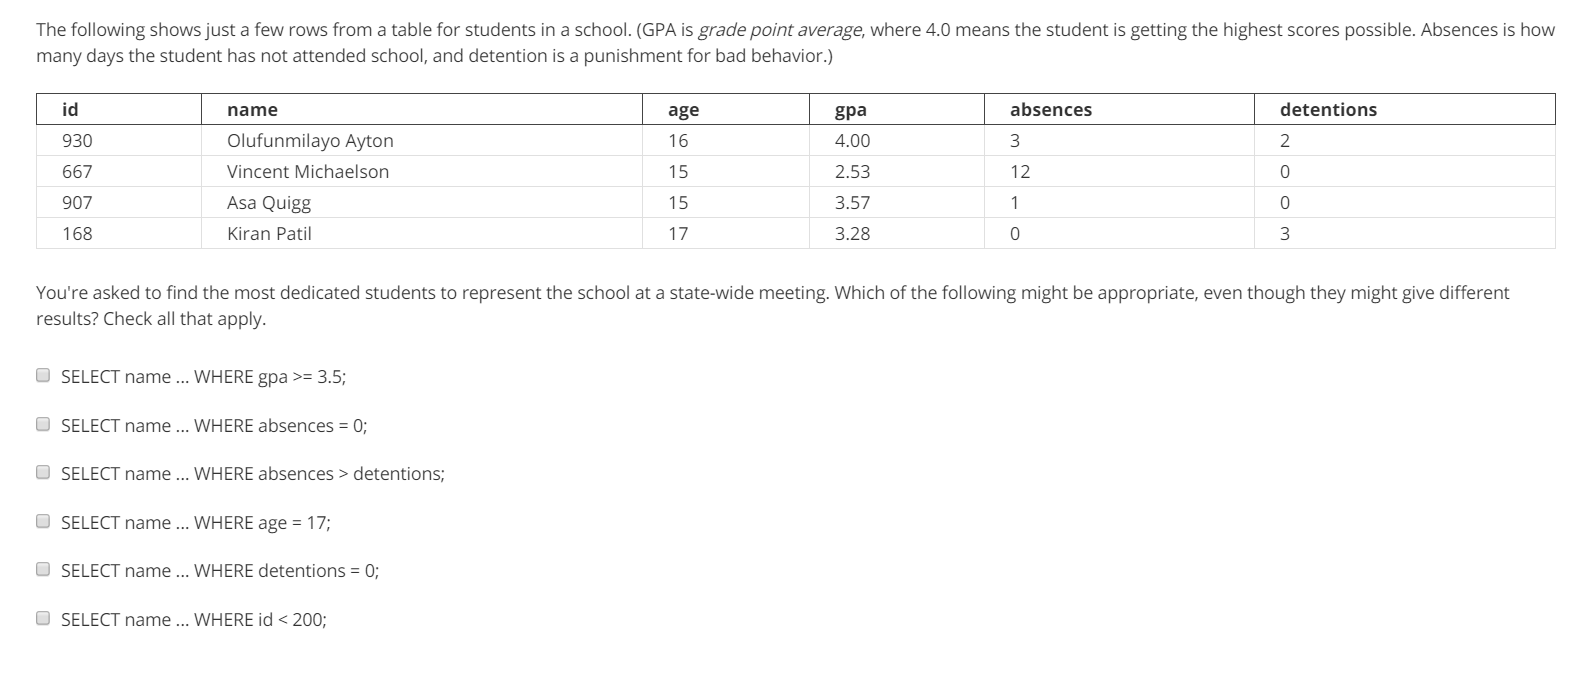 The following shows just a few rows from a table for students in a school. (GPA is grade point average, where 4.0 means the student is getting the highest scores possible. Absences is how
many days the student has not attended school, and detention is a punishment for bad behavior.)
id name age gpa absences detentions
930 Olufunmilayo Ayton 16 4.00 3 2
667 Vincent Michaelson 15 2.53 12 0
907 Asa Quigg 15 3.57 1 0
168 Kiran Patil 17 3.28 0 3
You're asked to find the most dedicated students to represent the school at a state-wide meeting. Which of the following might be appropriate, even though they might give different
results? Check all that apply.
SELECT name ... WHERE gpa >= 3.5;
SELECT name ... WHERE absences = 0;
SELECT name ... WHERE absences > detentions;
SELECT name ... WHERE age = 17;
SELECT name ... WHERE detentions = 0;
SELECT name ... WHERE id < 200;